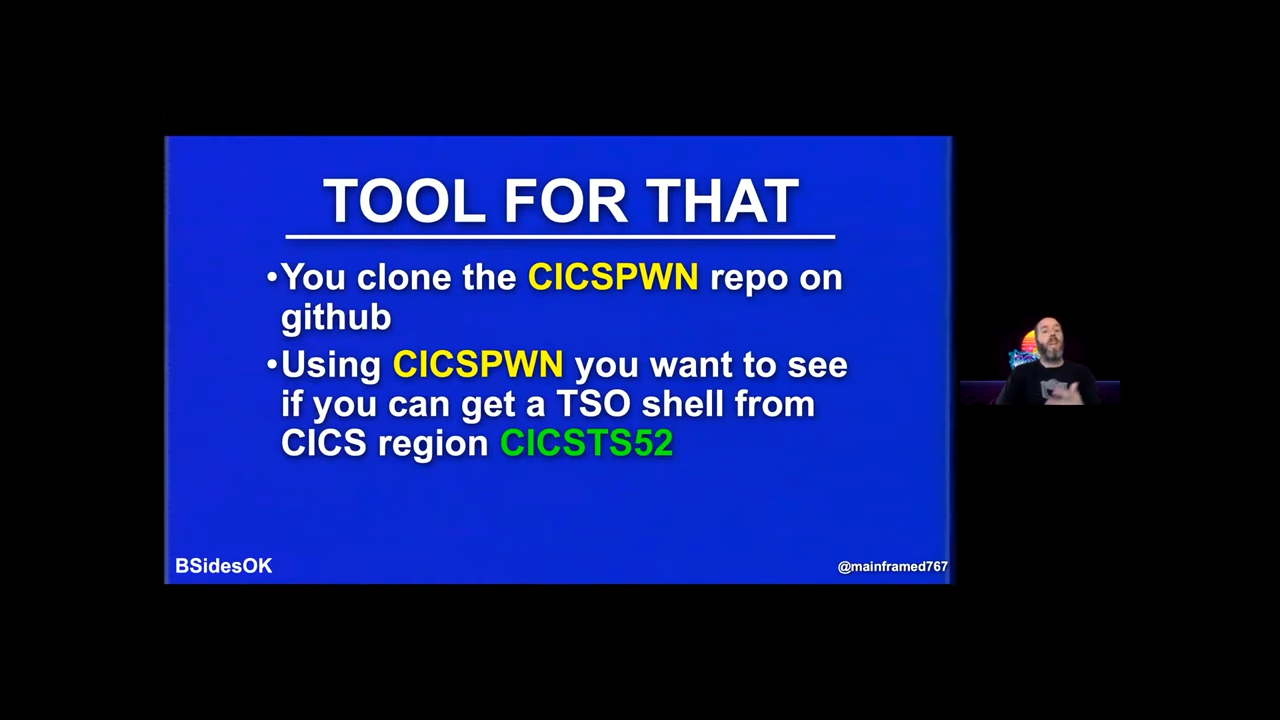 TOOL FOR THAT
•You clone the CICSPWN repo on
github
•Using CICSPWN you want to see
if you can get a TSO shell from
CICS region CICSTS52
BSidesOK
@mainframed767